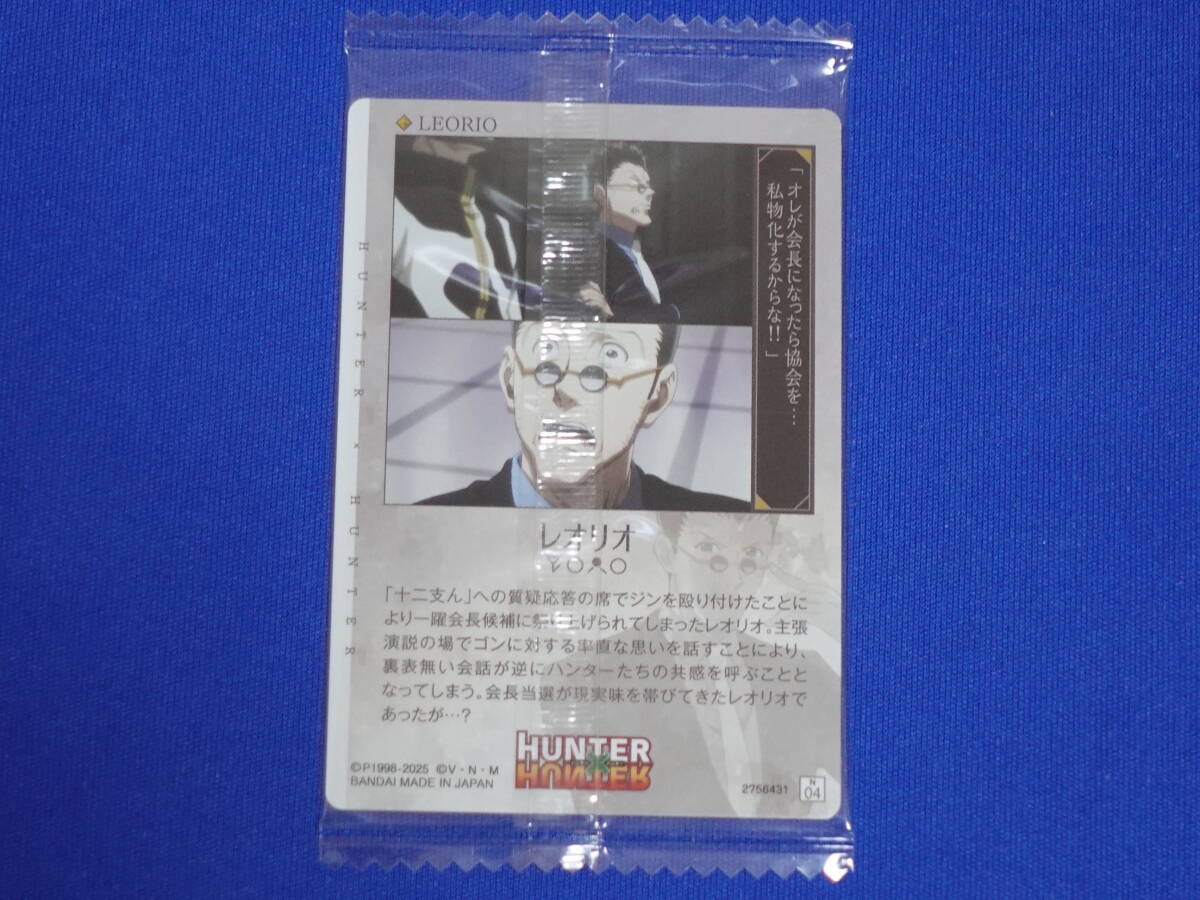 LEORIO
「オレが会長になったら協会を…
私物化するからな!!」
HUNTER × HUNTER
レオリオ
「十二支ん」への質疑応答の席でジンを殴り付けたことに
より一躍会長候補に祭り上げられてしまったレオリオ。主張
演説の場でゴンに対する率直な思いを話すことにより、
裏表無い会話が逆にハンターたちの共感を呼ぶことと
なってしまう。会長当選が現実味を帯びてきたレオリオで
あったが…?
HUNTER
HUNTER
©P1998-2025 ©V・N・M
BANDAI MADE IN JAPAN
2756431
N
04